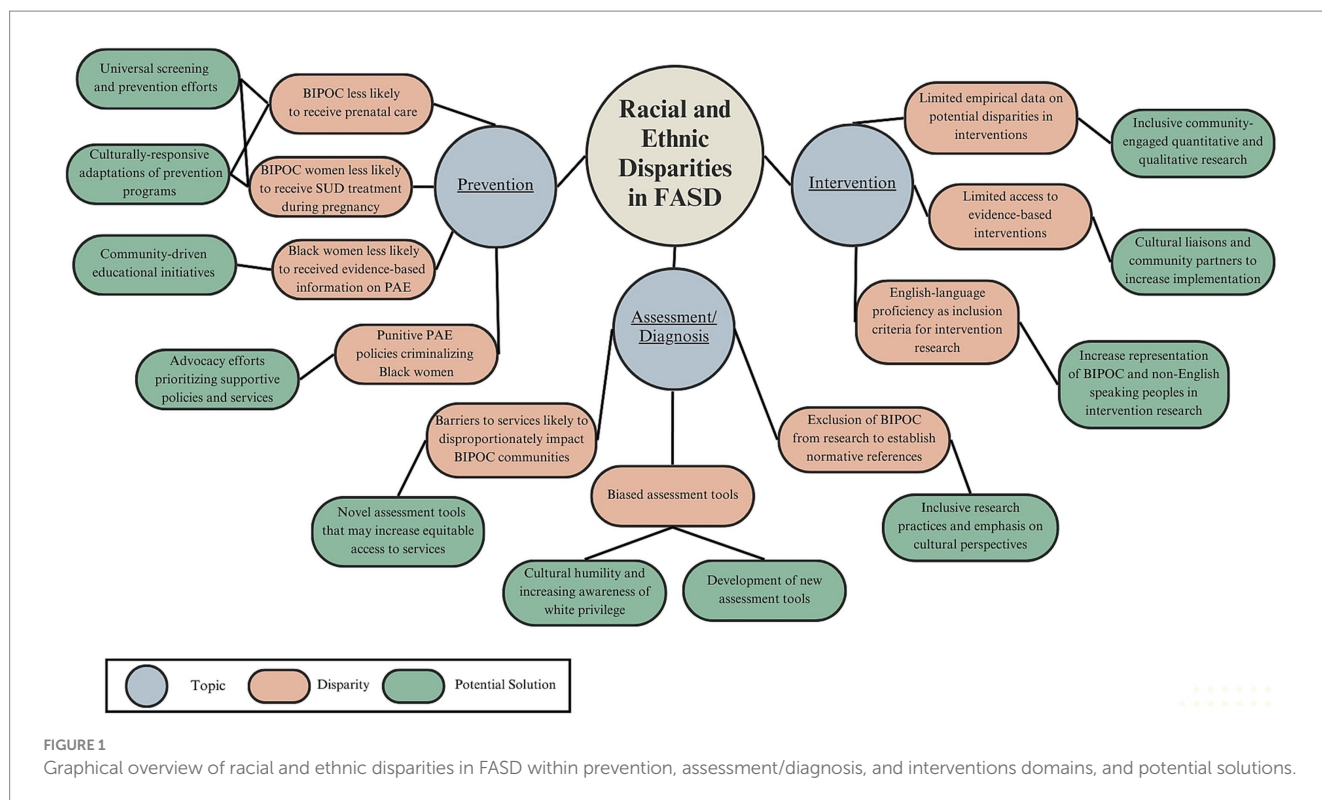 Racial and
Ethnic
Disparities
in FASD
Prevention
Universal screening
and prevention efforts
BIPOC less likely
to receive prenatal care
Culturally-responsive
adaptations of prevention
programs
BIPOC women less likely
to receive SUD treatment
during pregnancy
Community-driven
educational initiatives
Black women less likely
to received evidence-based
information on PAE
Advocacy efforts
prioritizing supportive
policies and services
Punitive PAE
policies criminalizing
Black women
Assessment/
Diagnosis
Barriers to services likely to
disproportionately impact
BIPOC communities
Novel assessment tools
that may increase equitable
access to services
Biased assessment tools
Cultural humility and
increasing awareness of
white privilege
Development of new
assessment tools
Exclusion of BIPOC
from research to establish
normative references
Inclusive research
practices and emphasis on
cultural perspectives
Intervention
Limited empirical data on
potential disparities in
interventions
Inclusive community-
engaged quantitative and
qualitative research
Limited access to
evidence-based
interventions
Cultural liaisons and
community partners to
increase implementation
English-language
proficiency as inclusion
criteria for intervention
research
Increase representation
of BIPOC and non-English
speaking peoples in
intervention research
Topic
Disparity
Potential Solution
FIGURE 1
Graphical overview of racial and ethnic disparities in FASD within prevention, assessment/diagnosis, and interventions domains, and potential solutions.